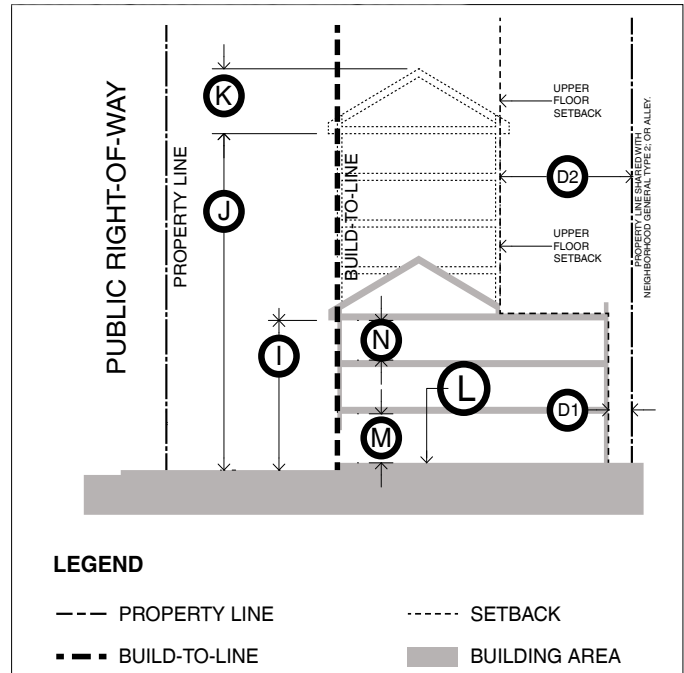 PUBLIC RIGHT-OF-WAY
PROPERTY LINE
BUILD-TO-LINE
K
J
I
N
M
L
UPPER
FLOOR
SETBACK
D2
UPPER
FLOOR
SETBACK
D1
PROPERTY LINE SHARED WITH
NEIGHBORHOOD GENERAL TYPE 2; OR ALLEY.
LEGEND
PROPERTY LINE
SETBACK
BUILD-TO-LINE
BUILDING AREA